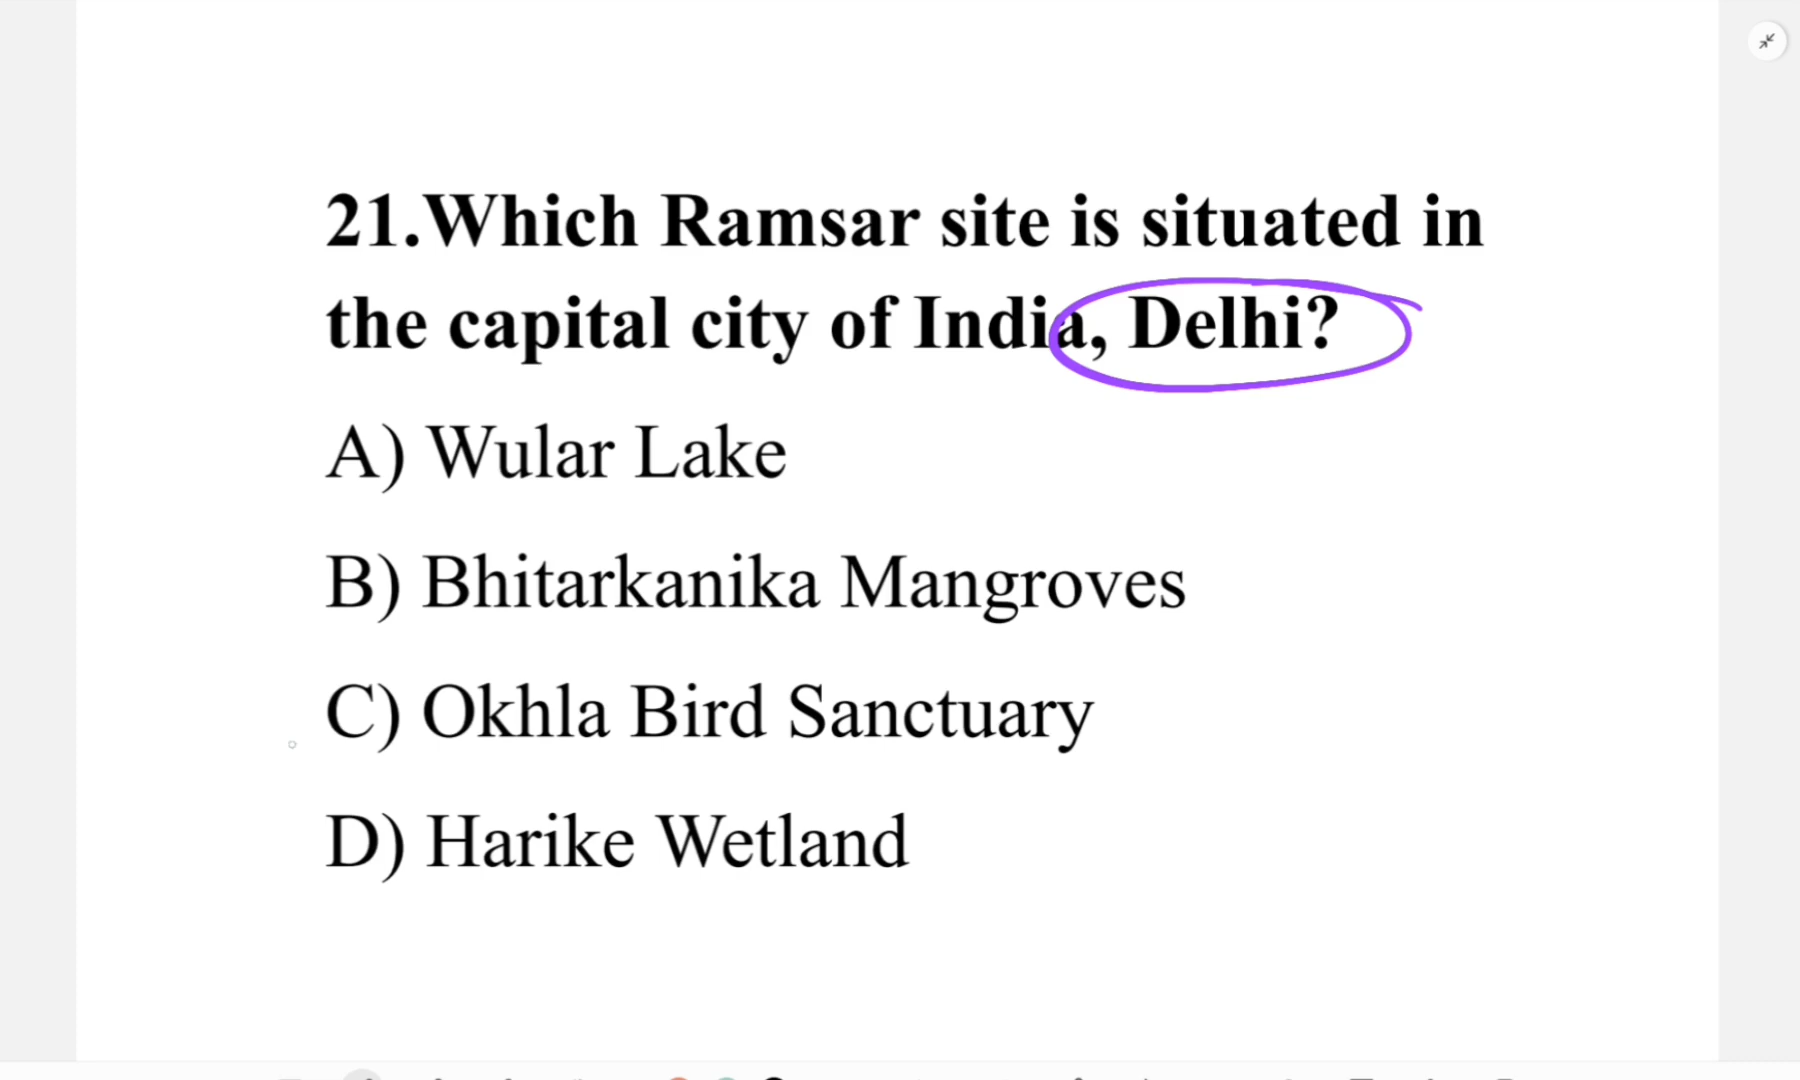 21.Which Ramsar site is situated in
the capital city of India, Delhi?
A) Wular Lake
B) Bhitarkanika Mangroves
C) Okhla Bird Sanctuary
D) Harike Wetland